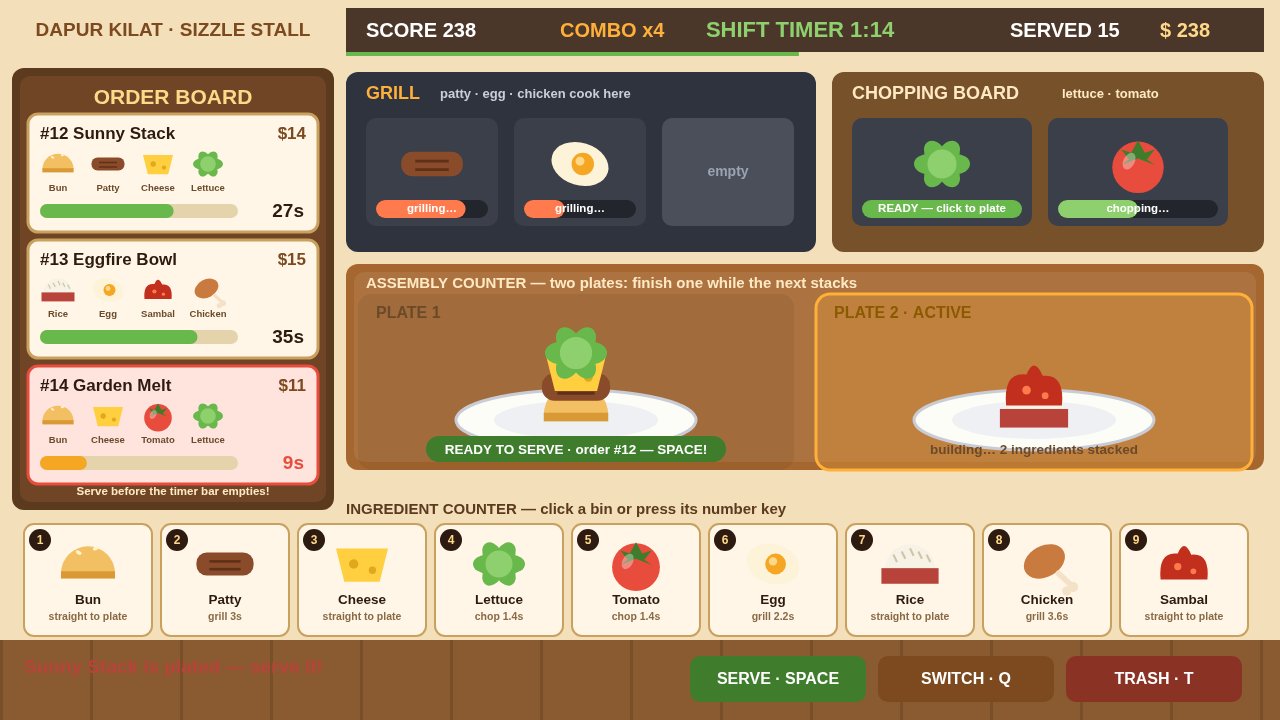 DAPUR KILAT · SIZZLE STALL
SCORE 238
COMBO x4
SHIFT TIMER 1:14
SERVED 15
$ 238
ORDER BOARD
#12 Sunny Stack
$14
Bun
Patty
Cheese
Lettuce
27s
#13 Eggfire Bowl
$15
Rice
Egg
Sambal
Chicken
35s
#14 Garden Melt
$11
Bun
Cheese
Tomato
Lettuce
9s
Serve before the timer bar empties!
GRILL
patty · egg · chicken cook here
grilling…
grilling…
empty
CHOPPING BOARD
lettuce · tomato
READY — click to plate
chopping…
ASSEMBLY COUNTER — two plates: finish one while the next stacks
PLATE 1
READY TO SERVE · order #12 — SPACE!
PLATE 2 · ACTIVE
building… 2 ingredients stacked
INGREDIENT COUNTER — click a bin or press its number key
1
Bun
straight to plate
2
Patty
grill 3s
3
Cheese
straight to plate
4
Lettuce
chop 1.4s
5
Tomato
chop 1.4s
6
Egg
grill 2.2s
7
Rice
straight to plate
8
Chicken
grill 3.6s
9
Sambal
straight to plate
Sunny Stack is plated — serve it!
SERVE · SPACE
SWITCH · Q
TRASH · T